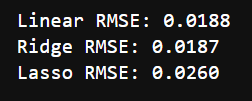 Linear RMSE: 0.0188
Ridge RMSE: 0.0187
Lasso RMSE: 0.0260